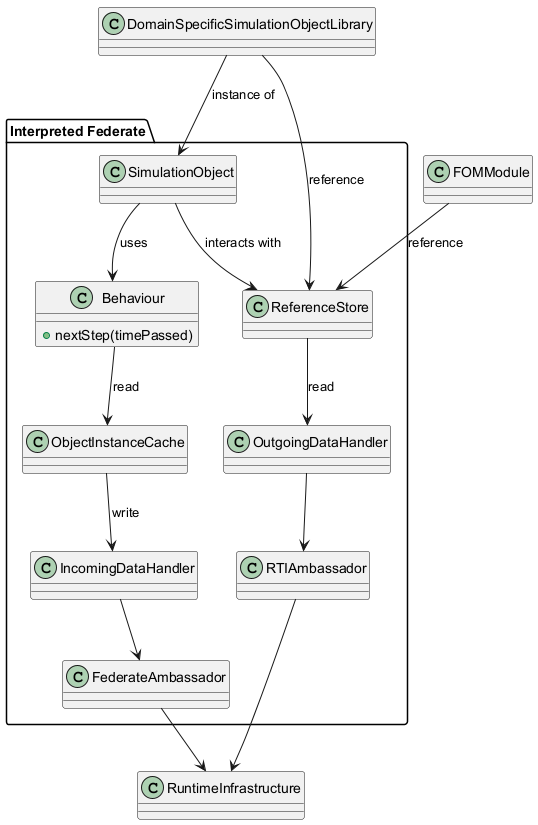 C DomainSpecificSimulationObjectLibrary
instance of
Interpreted Federate
C SimulationObject
C FOMModule
reference
uses
interacts with
reference
C Behaviour
nextStep(timePassed)
C ReferenceStore
read
read
C ObjectInstanceCache
C OutgoingDataHandler
write
C IncomingDataHandler
C RTIAmbassador
C FederateAmbassador
C RuntimeInfrastructure